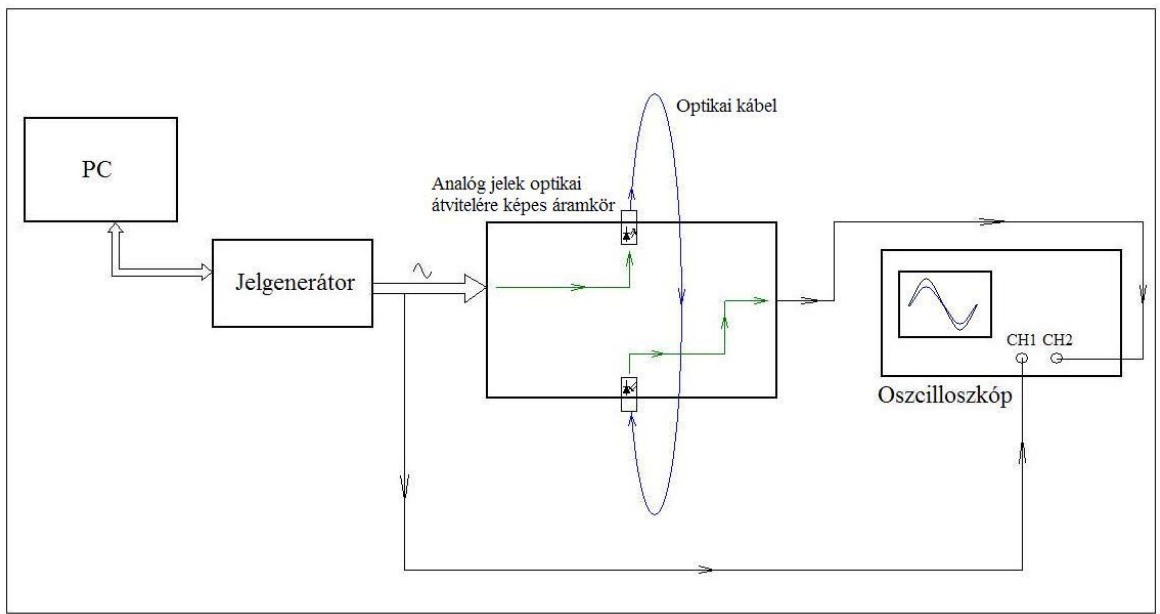 Optikai kábel
PC
Analóg jelek optikai
átvitelére képes áramkör
Jelgenerátor
CH1 CH2
Oszcilloszkóp